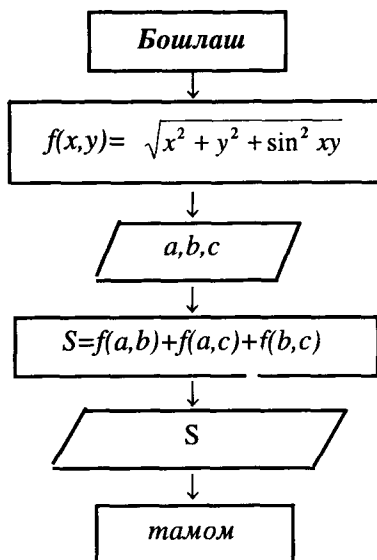 Бошлаш
f(x,y)= √x² + y² + sin² xy
a,b,c
S=f(a,b)+f(a,c)+f(b,c)
S
тамом